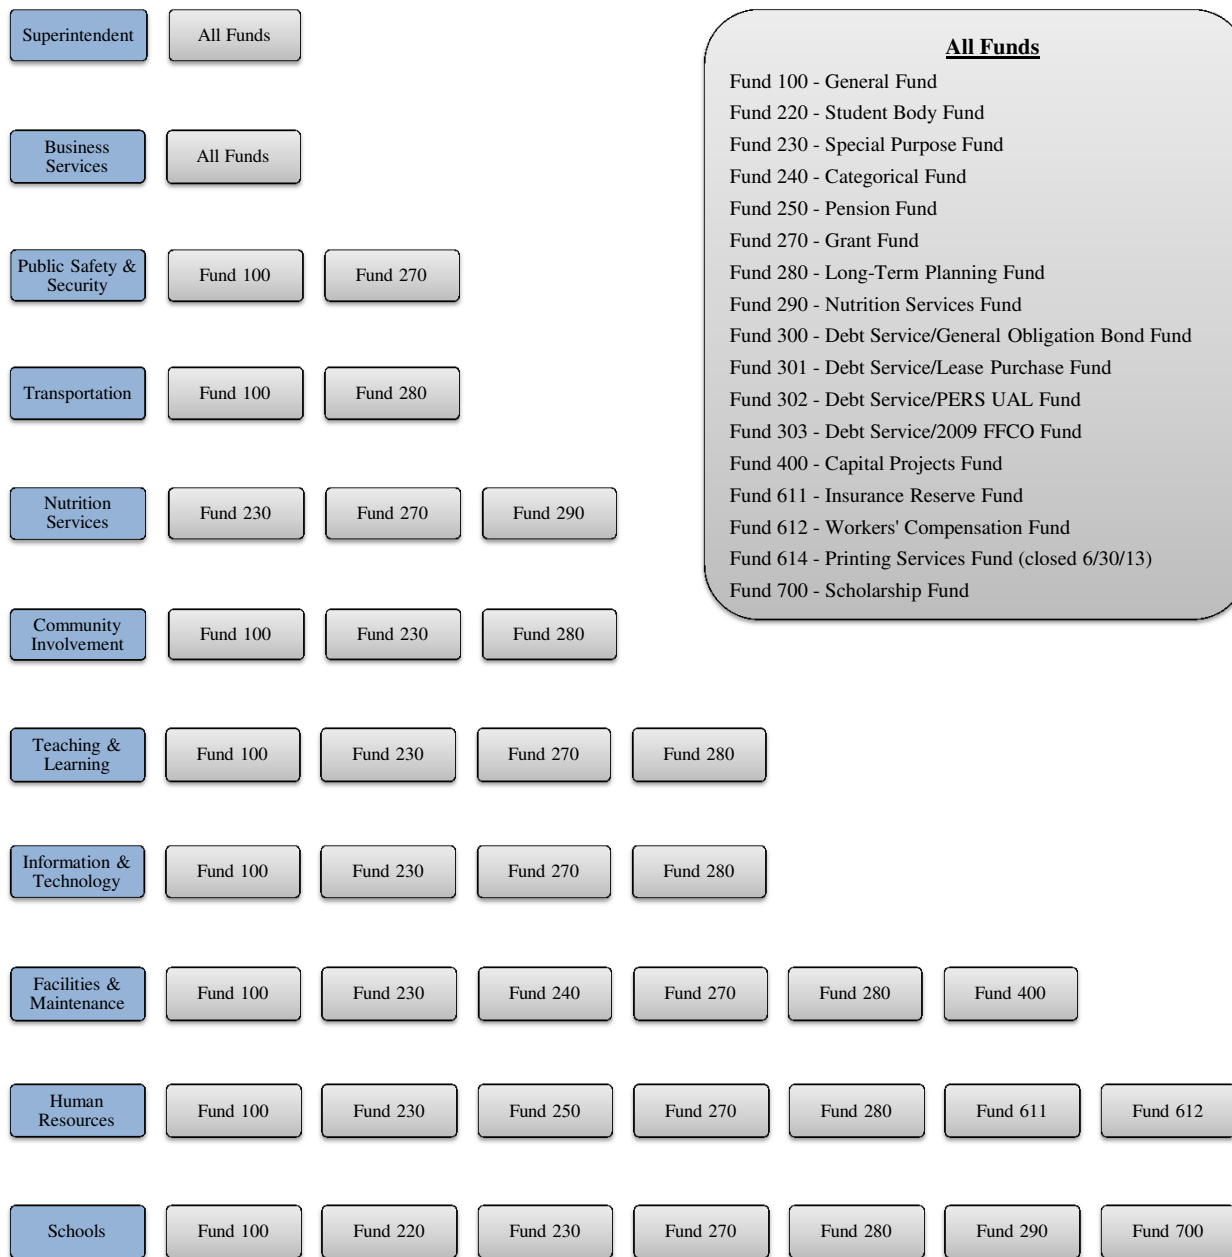 Superintendent
All Funds
Business
Services
All Funds
Public Safety &
Security
Fund 100
Fund 270
Transportation
Fund 100
Fund 280
Nutrition
Services
Fund 230
Fund 270
Fund 290
Community
Involvement
Fund 100
Fund 230
Fund 280
Teaching &
Learning
Fund 100
Fund 230
Fund 270
Fund 280
Information &
Technology
Fund 100
Fund 230
Fund 270
Fund 280
Facilities &
Maintenance
Fund 100
Fund 230
Fund 240
Fund 270
Fund 280
Fund 400
Human
Resources
Fund 100
Fund 230
Fund 250
Fund 270
Fund 280
Fund 611
Fund 612
Schools
Fund 100
Fund 220
Fund 230
Fund 270
Fund 280
Fund 290
Fund 700
All Funds
Fund 100 - General Fund
Fund 220 - Student Body Fund
Fund 230 - Special Purpose Fund
Fund 240 - Categorical Fund
Fund 250 - Pension Fund
Fund 270 - Grant Fund
Fund 280 - Long-Term Planning Fund
Fund 290 - Nutrition Services Fund
Fund 300 - Debt Service/General Obligation Bond Fund
Fund 301 - Debt Service/Lease Purchase Fund
Fund 302 - Debt Service/PERS UAL Fund
Fund 303 - Debt Service/2009 FFCO Fund
Fund 400 - Capital Projects Fund
Fund 611 - Insurance Reserve Fund
Fund 612 - Workers' Compensation Fund
Fund 614 - Printing Services Fund (closed 6/30/13)
Fund 700 - Scholarship Fund